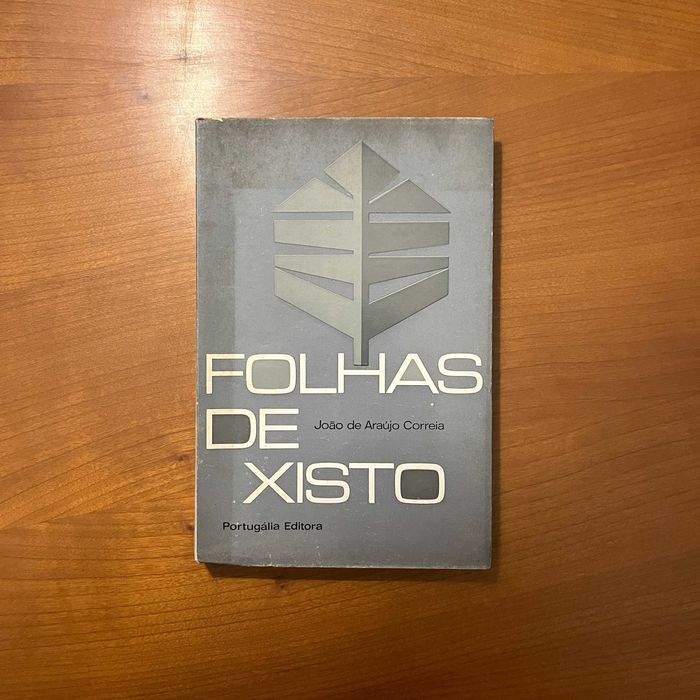 FOLHAS
DE
João de Araújo Correia
XISTO
Portugália Editora